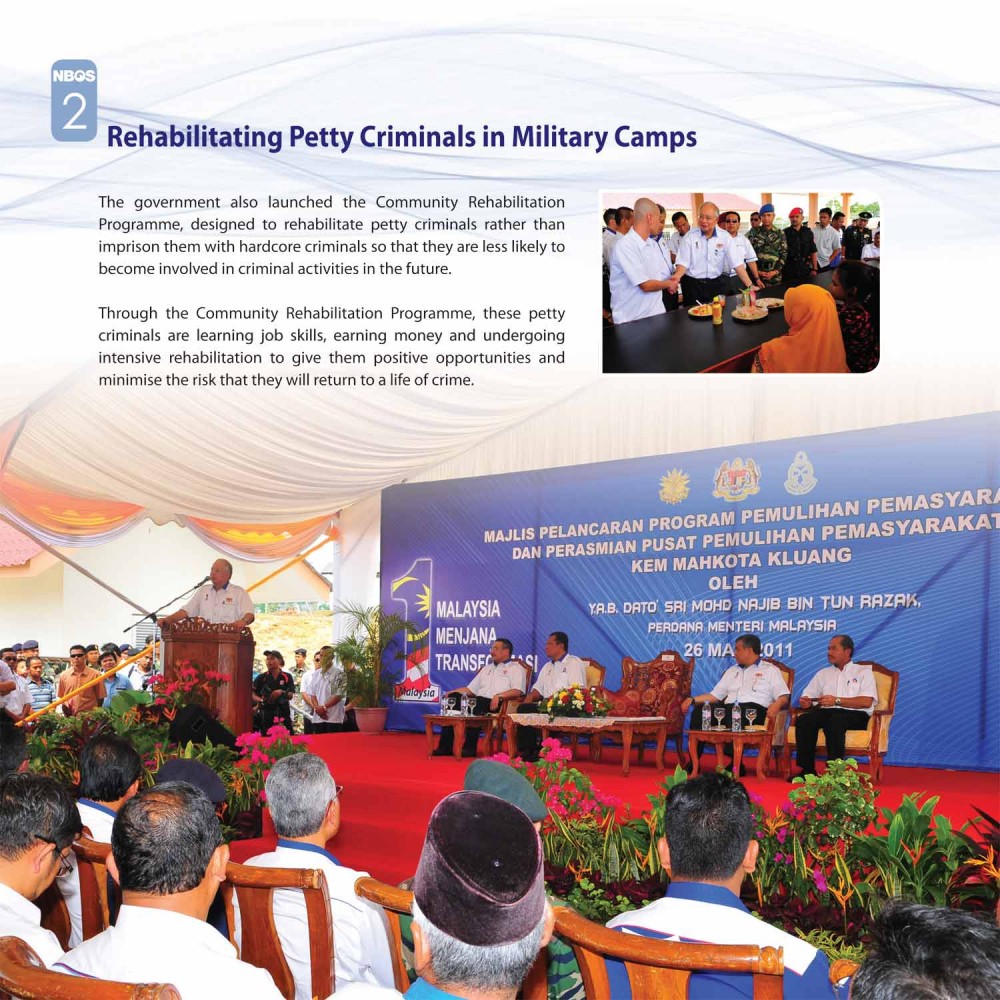 NBOS
2
Rehabilitating Petty Criminals in Military Camps
The government also launched the Community Rehabilitation
Programme, designed to rehabilitate petty criminals rather than
imprison them with hardcore criminals so that they are less likely to
become involved in criminal activities in the future.
Through the Community Rehabilitation Programme, these petty
criminals are learning job skills, earning money and undergoing
intensive rehabilitation to give them positive opportunities and
minimise the risk that they will return to a life of crime.
MAJLIS PELANCARAN PROGRAM PEMULIHAN PEMASYARA
DAN PERASMIAN PUSAT PEMULIHAN PEMASYARAKAT
KEM MAHKOTA KLUANG
OLEH
Y.A.B. DATO' SRI MOHD NAJIB BIN TUN RAZAK,
PERDANA MENTERI MALAYSIA
26 MA 2011
1
MALAYSIA
MENJANA
TRANSFORMASI
Malaysia